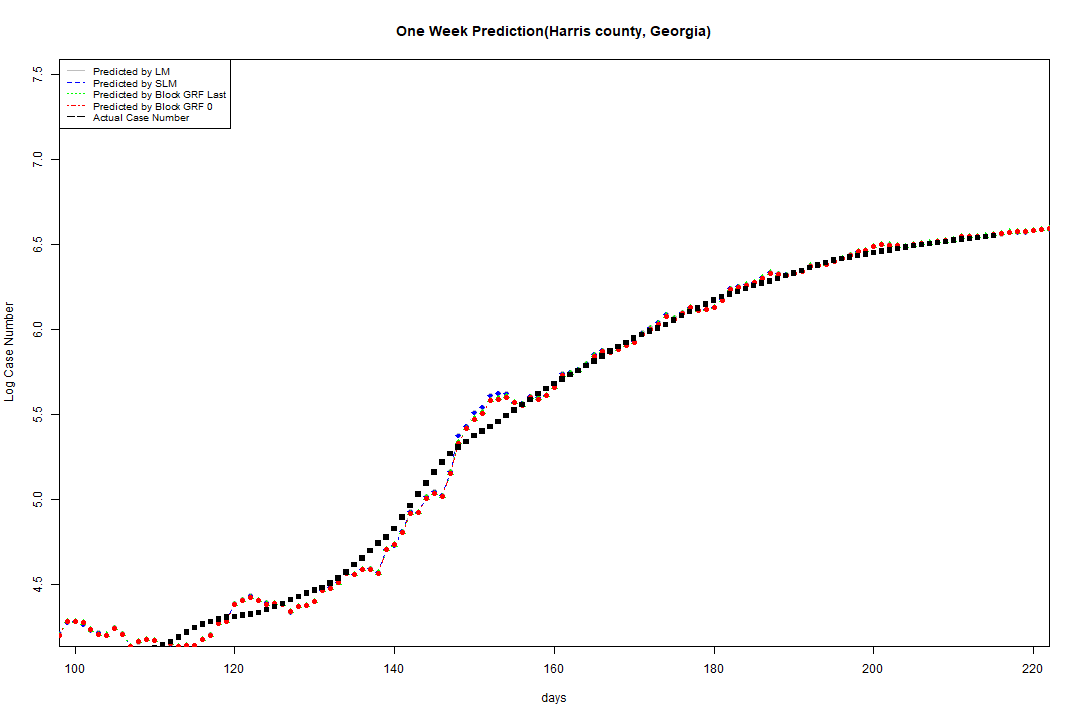 One Week Prediction(Harris county, Georgia)
Predicted by LM
Predicted by SLM
Predicted by Block GRF Last
Predicted by Block GRF 0
Actual Case Number
7.5
7.0
6.5
6.0
5.5
5.0
4.5
Log Case Number
100 120 140 160 180 200 220
days